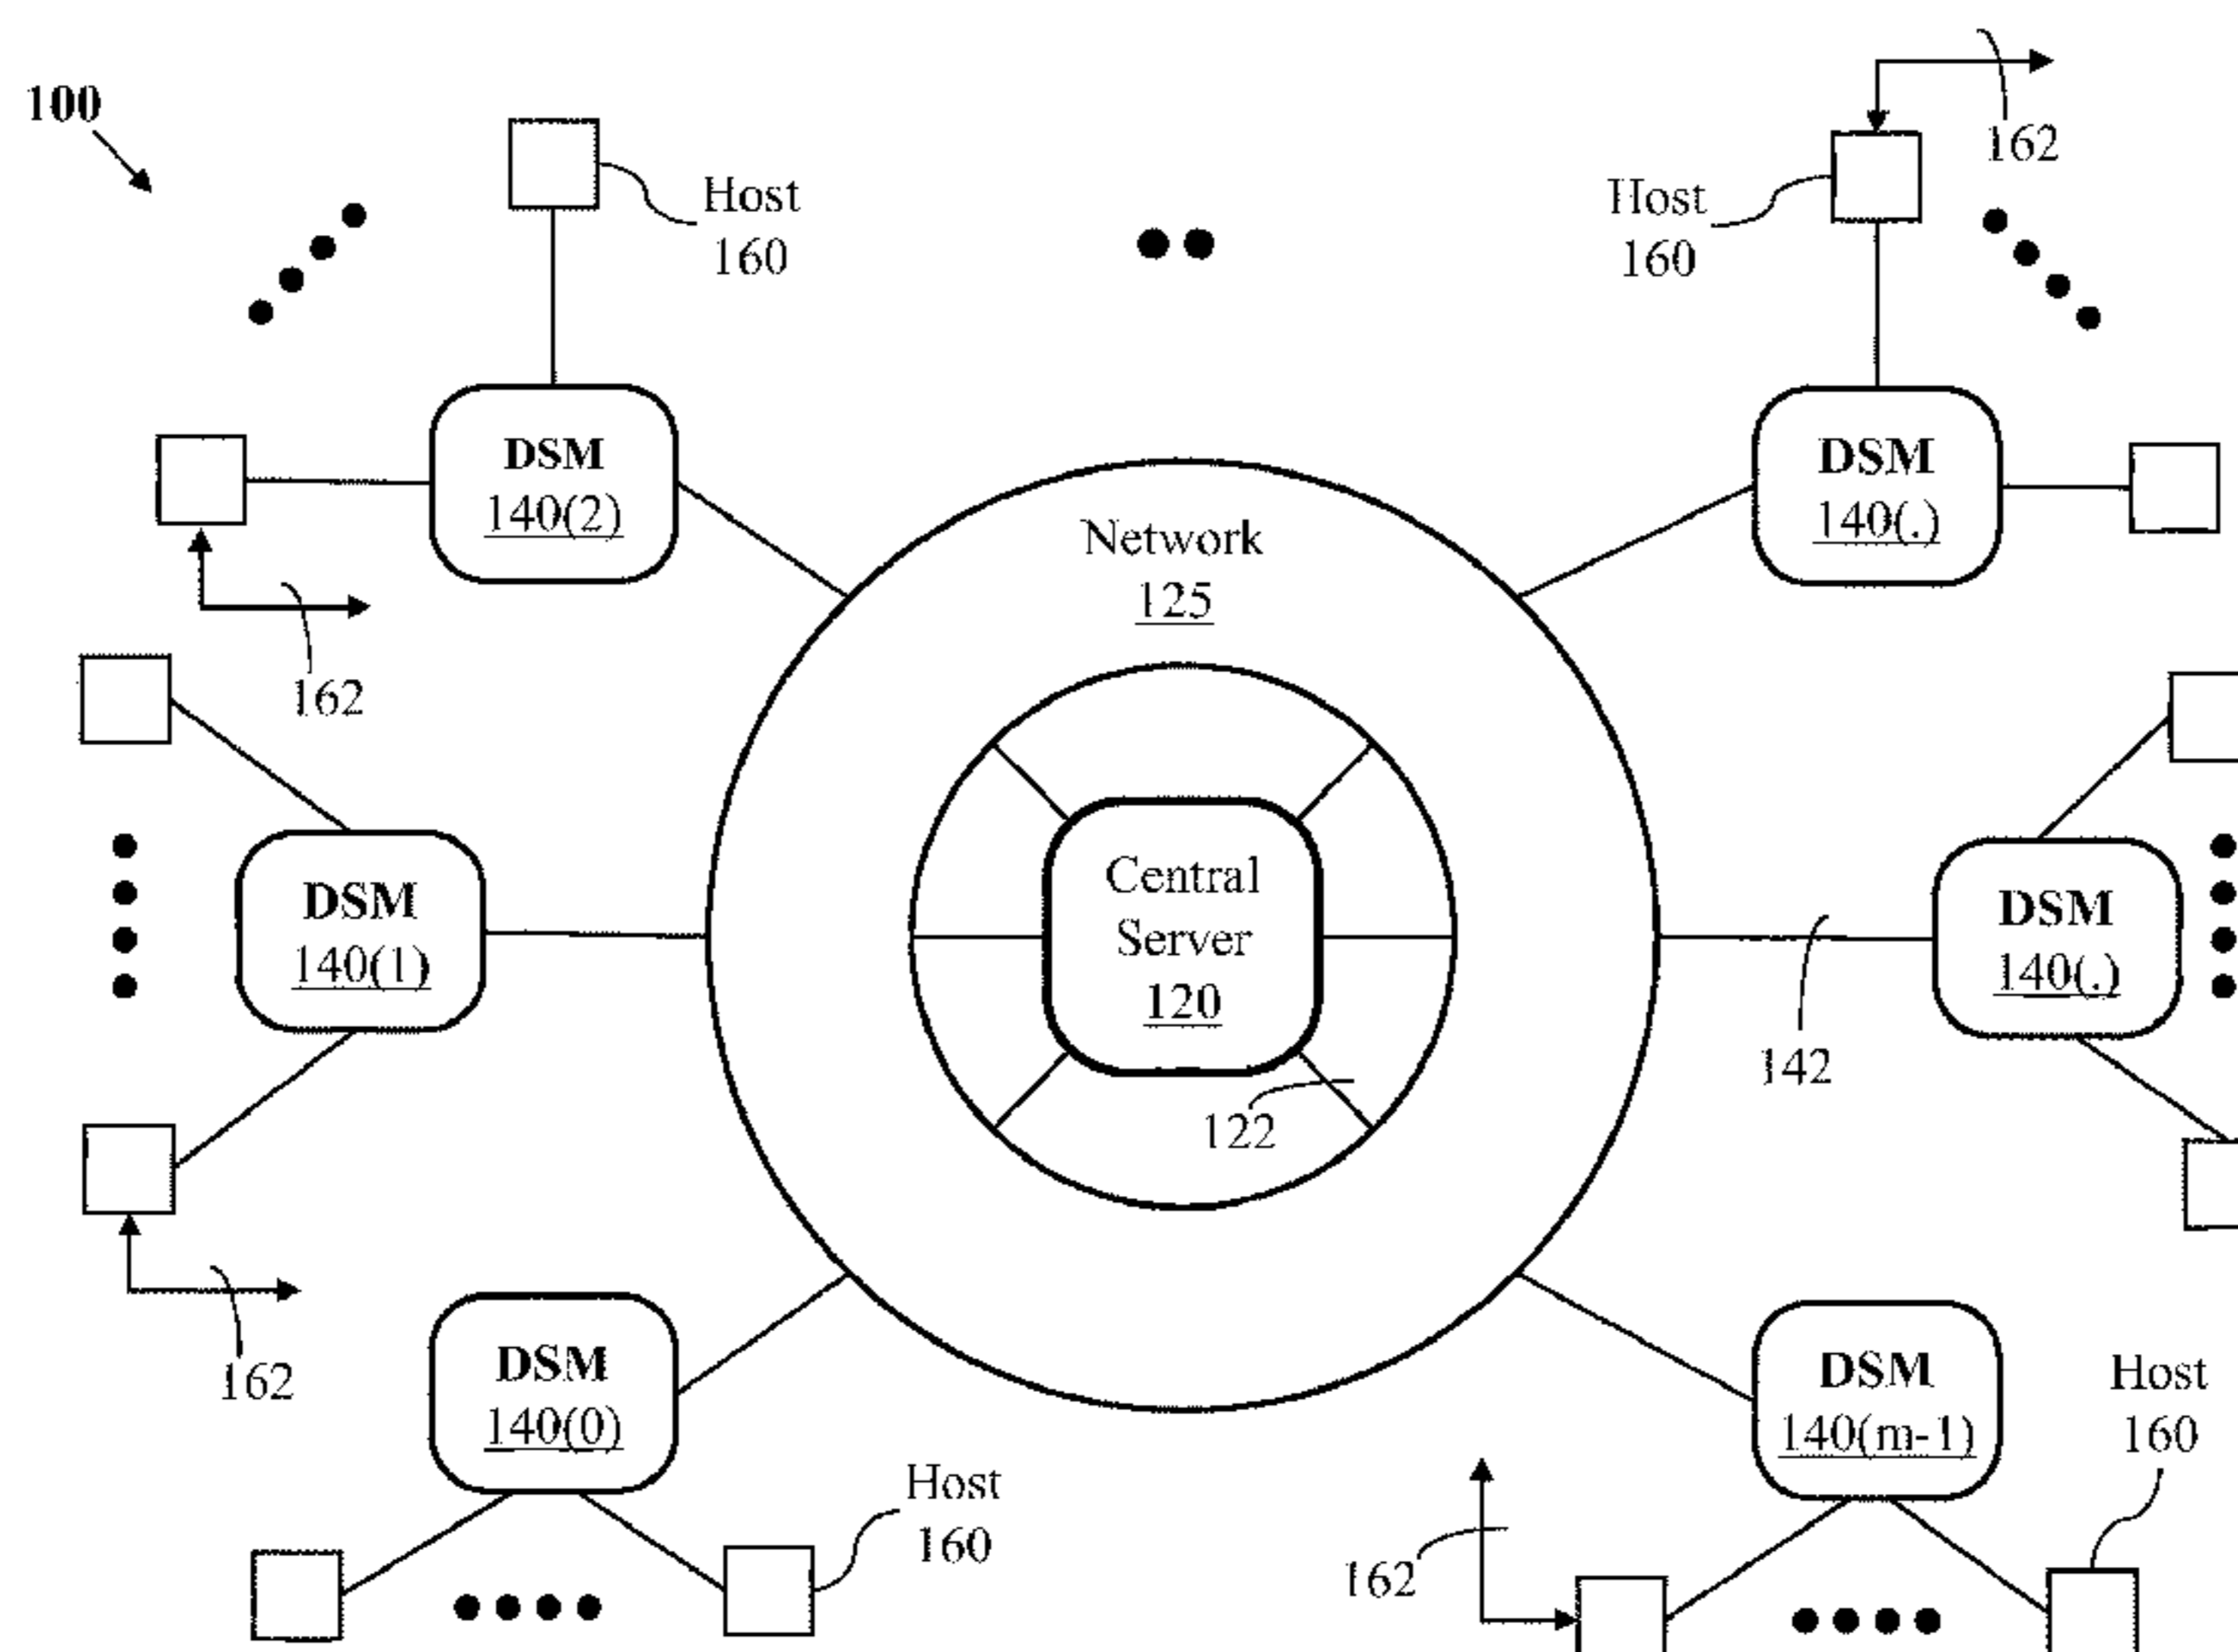 100
162
Host
160
Host
160
DSM
140(2)
DSM
140(.)
Network
125
162
Central
Server
120
DSM
140(1)
DSM
140(.)
142
122
162
DSM
140(0)
DSM
140(m-1)
Host
160
Host
160
162